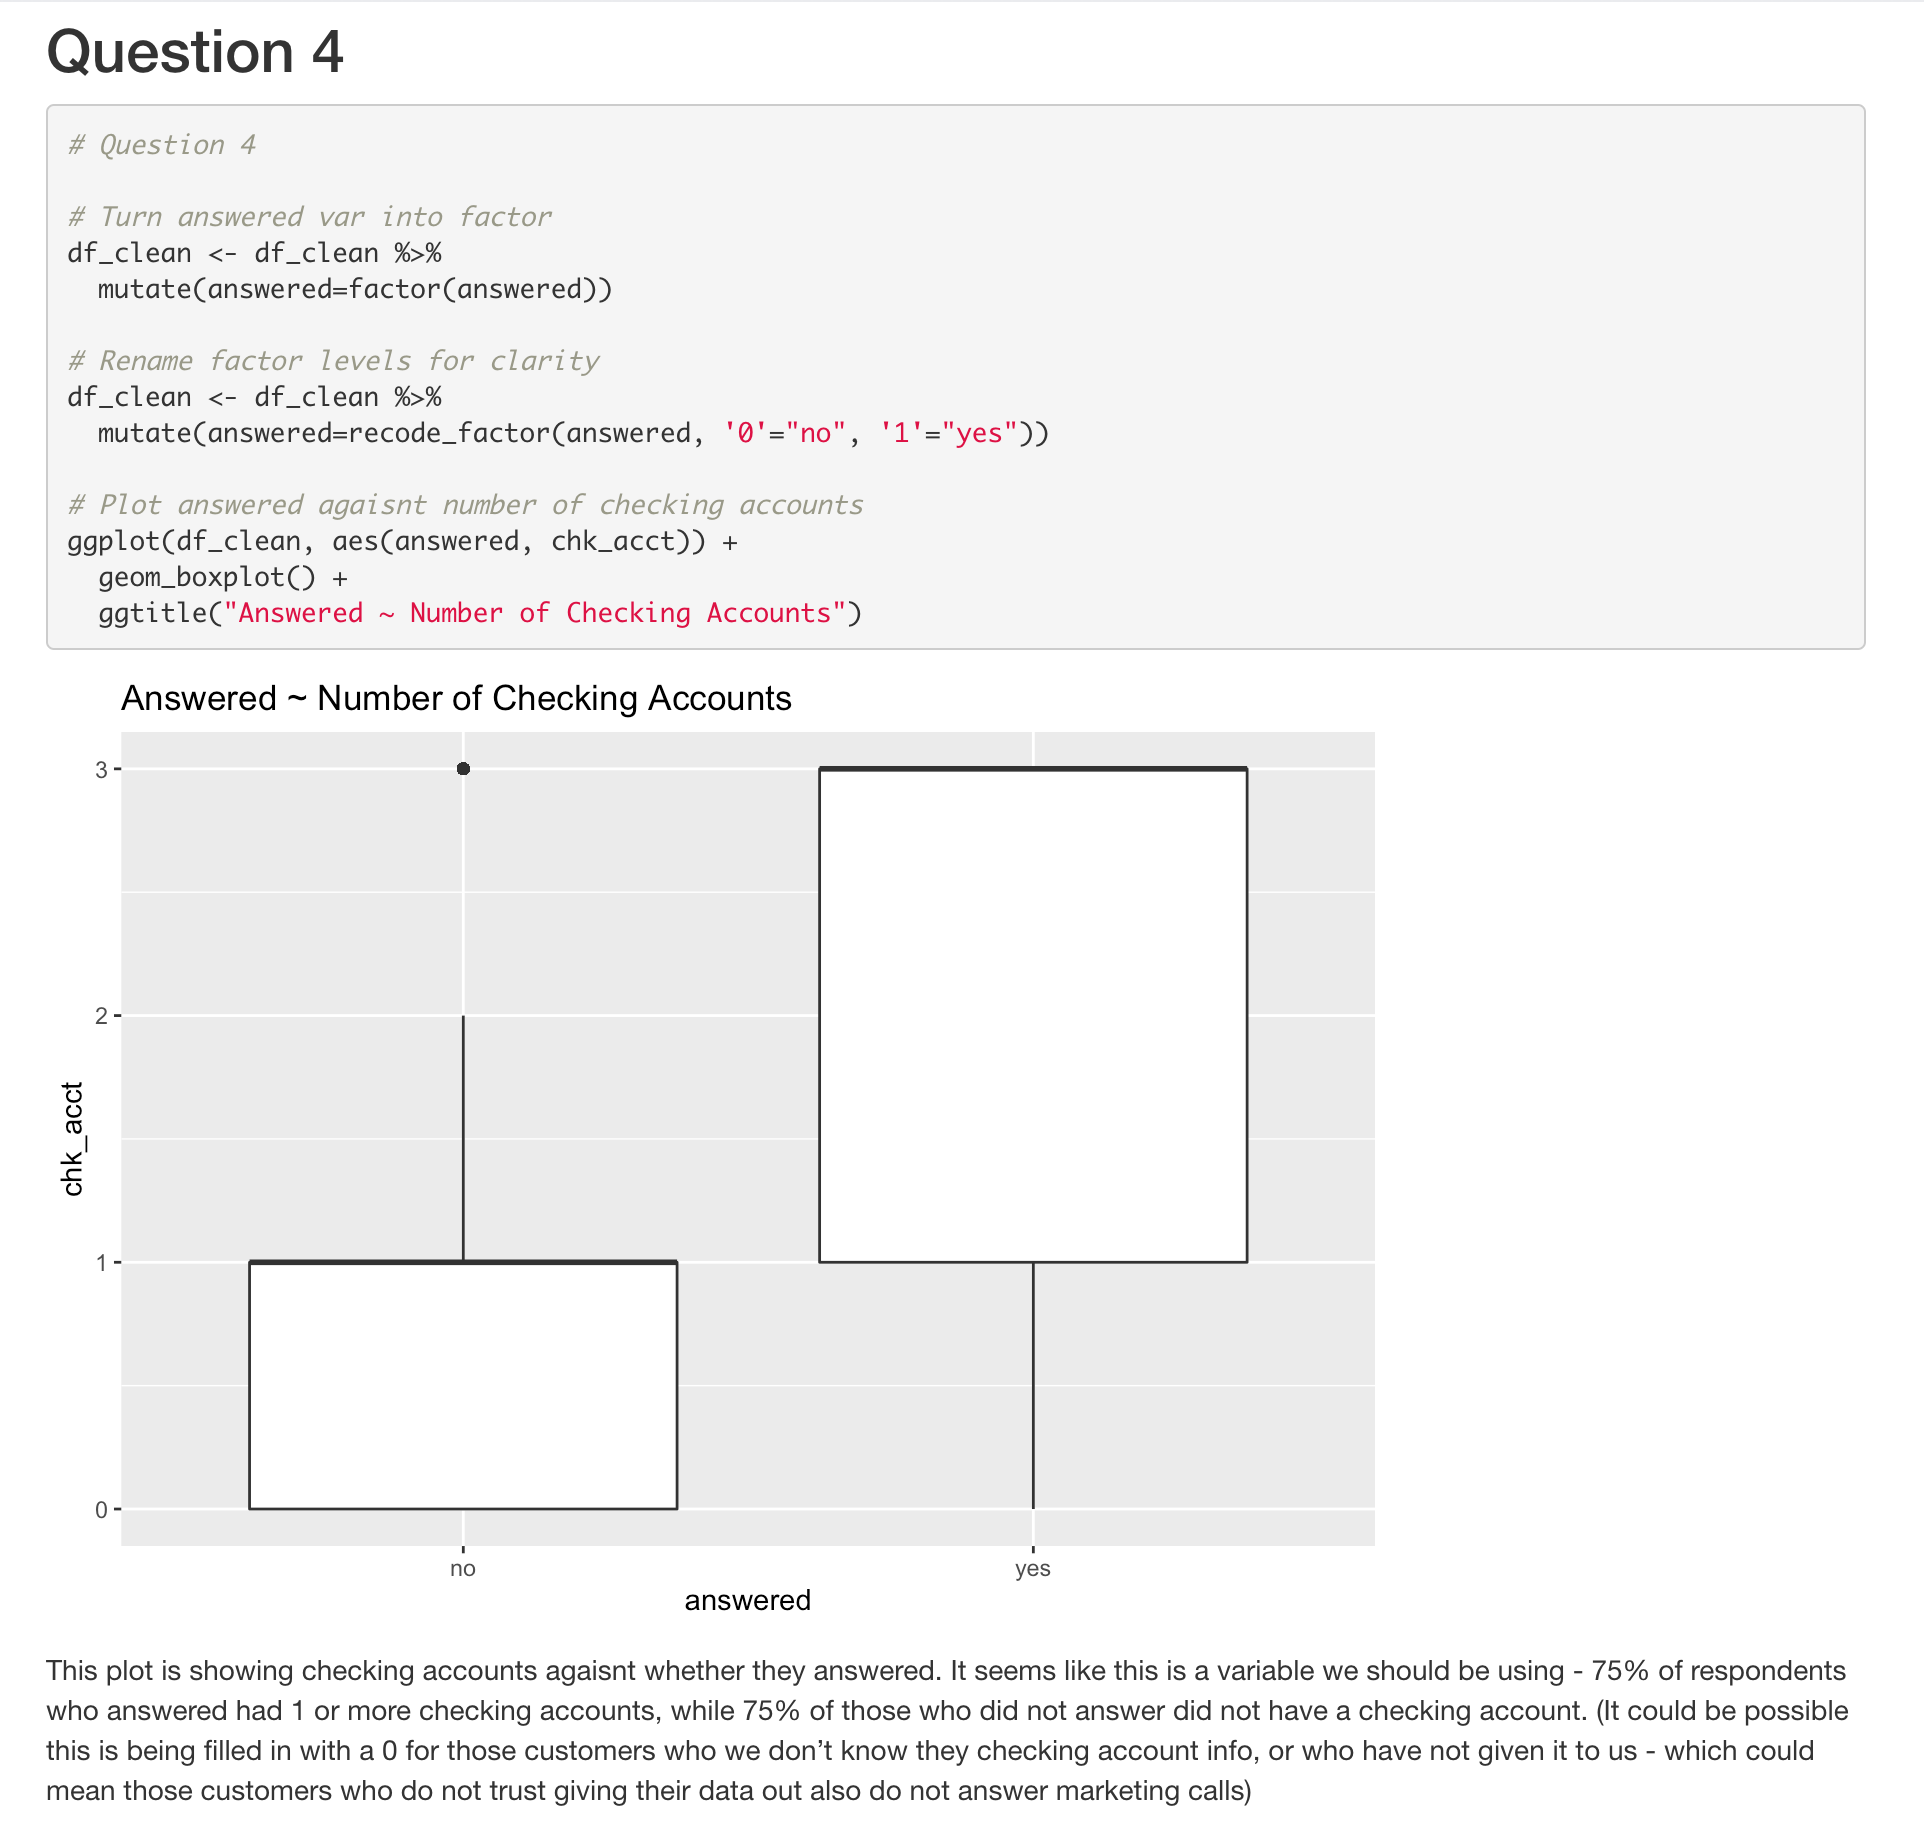 Question 4
# Question 4
# Turn answered var into factor
df_clean <- df_clean %>%
mutate(answered=factor(answered))
# Rename factor levels for clarity
df_clean <- df_clean %>%
mutate(answered=recode_factor(answered, '0'="no", '1'="yes"))
# Plot answered agaisnt number of checking accounts
ggplot(df_clean, aes(answered, chk_acct)) +
geom_boxplot() +
ggtitle("Answered ~ Number of Checking Accounts")
Answered ~ Number of Checking Accounts
3
2
chk_acct
1
0
no yes
answered
This plot is showing checking accounts agaisnt whether they answered. It seems like this is a variable we should be using - 75% of respondents
who answered had 1 or more checking accounts, while 75% of those who did not answer did not have a checking account. (It could be possible
this is being filled in with a 0 for those customers who we don’t know they checking account info, or who have not given it to us - which could
mean those customers who do not trust giving their data out also do not answer marketing calls)